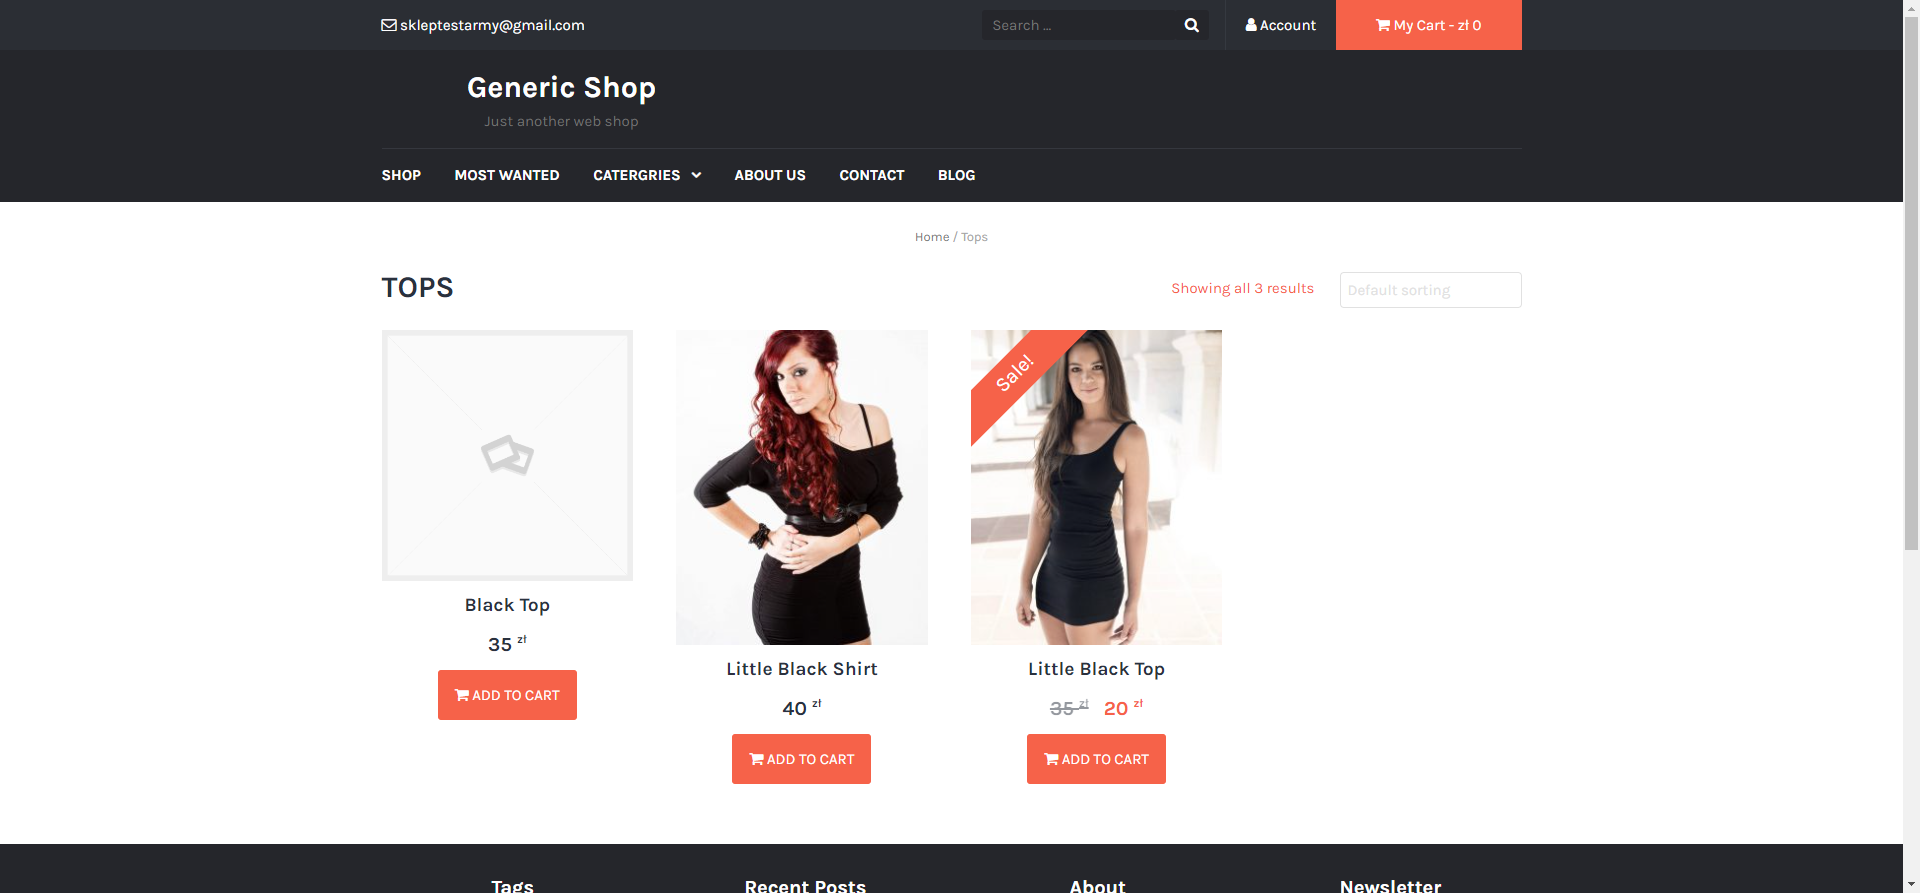 skleptestarmy@gmail.com
Search ...
Account
My Cart - zł 0
Generic Shop
Just another web shop
SHOP MOST WANTED CATERGRIES ABOUT US CONTACT BLOG
Home / Tops
TOPS
Showing all 3 results
Default sorting
Sale!
Black Top
35 zł
ADD TO CART
Little Black Shirt
40 zł
ADD TO CART
Little Black Top
35 zł 20 zł
ADD TO CART
Tags
Recent Posts
About
Newsletter